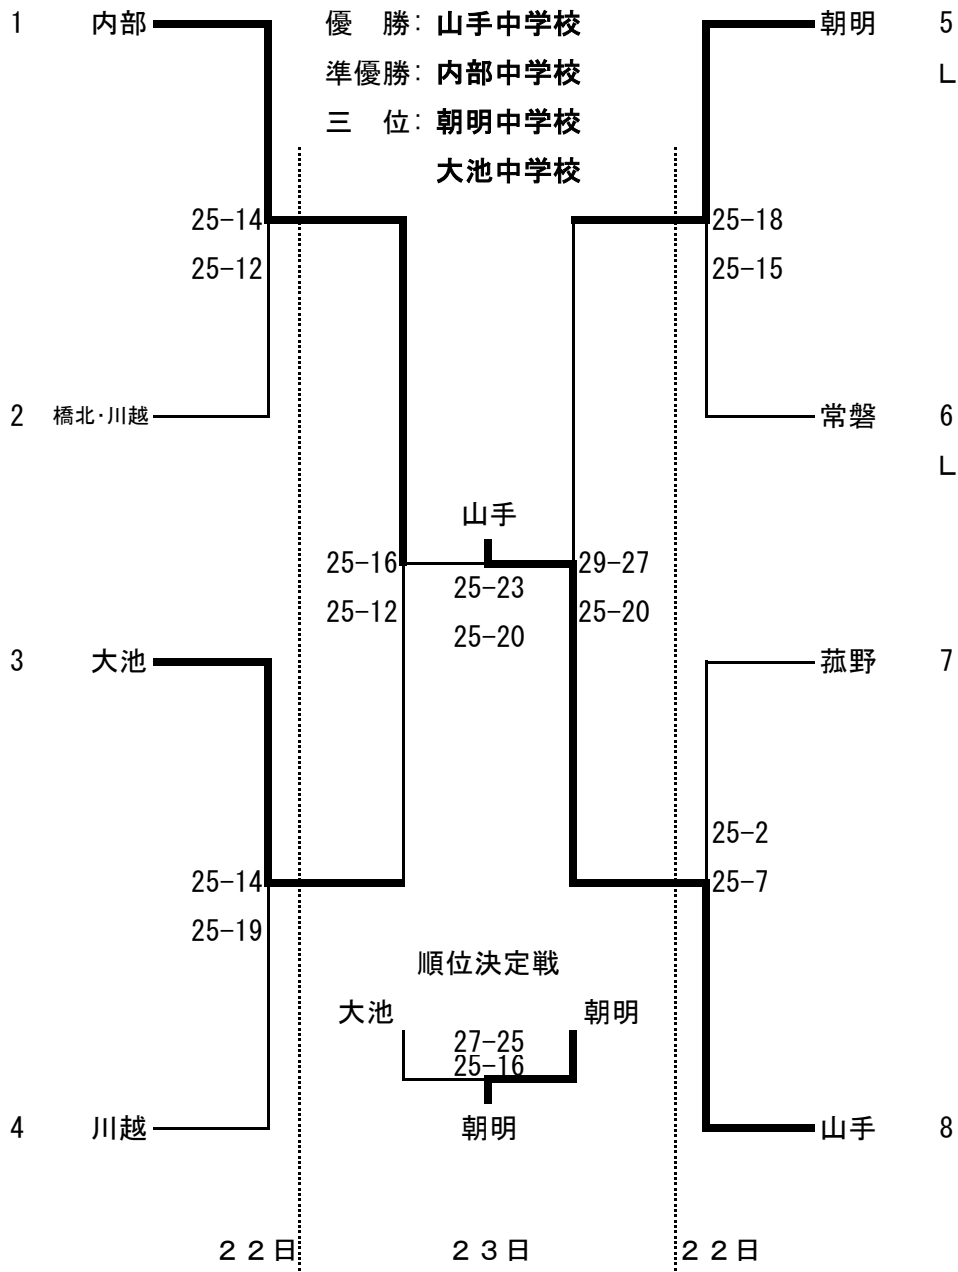 1 内部 優 勝: 山手中学校 朝明 5
準優勝: 内部中学校 L
三 位: 朝明中学校
大池中学校
25-14 25-18
25-12 25-15
2 橋北・川越 常磐 6
L
山手
25-16 29-27
25-23
25-12 25-20
25-20
3 大池 菰野 7
25-2
25-14 25-7
25-19
順位決定戦
大池 朝明
27-25
25-16
4 川越 朝明 山手 8
22日 23日 22日